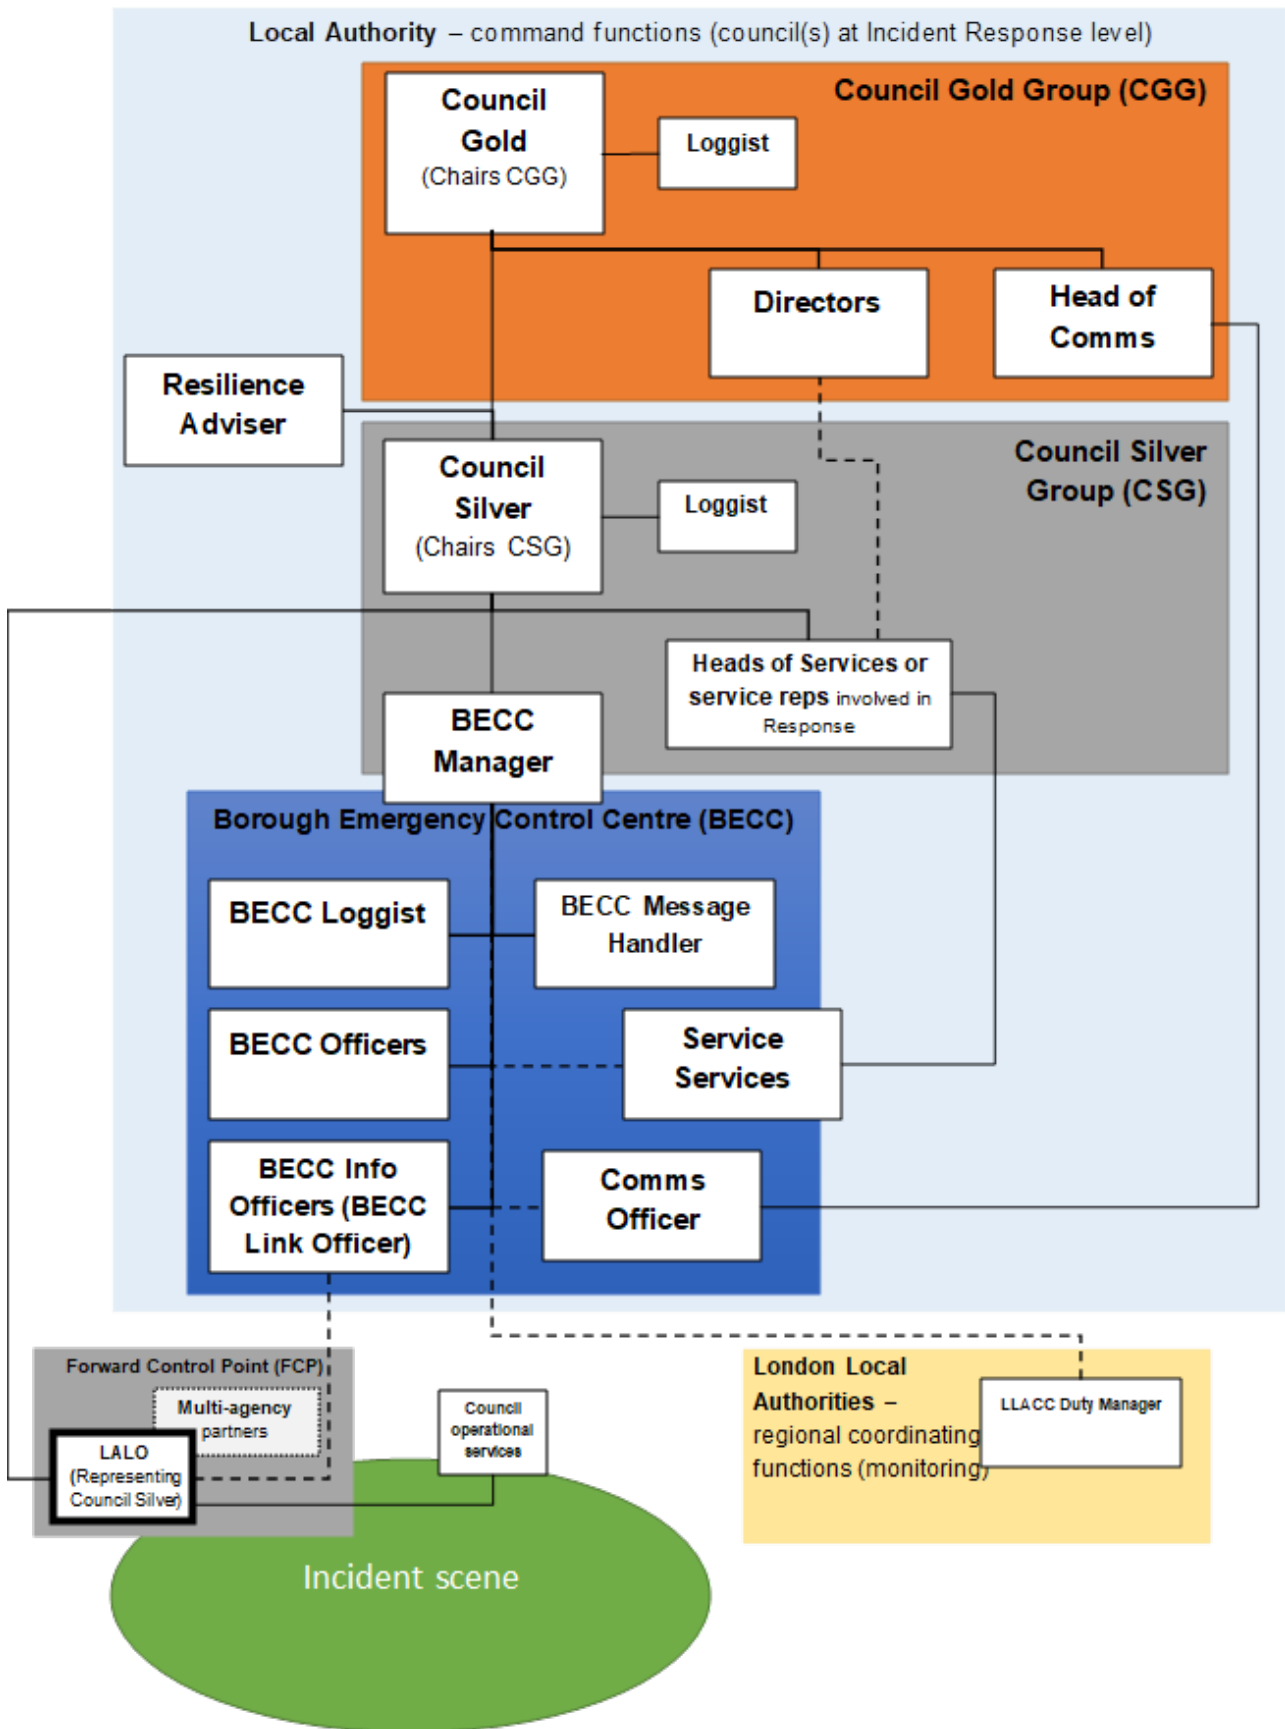 Local Authority – command functions (council(s) at Incident Response level)
Council Gold Group (CGG)
Council
Gold
(Chairs CGG)
Loggist
Directors
Head of
Comms
Resilience
Adviser
Council Silver
Group (CSG)
Council
Silver
(Chairs CSG)
Loggist
Heads of Services or
service reps involved in
Response
BECC
Manager
Borough Emergency Control Centre (BECC)
BECC Loggist
BECC Message
Handler
BECC Officers
Service
Services
BECC Info
Officers (BECC
Link Officer)
Comms
Officer
Forward Control Point (FCP)
Multi-agency
partners
LALO
(Representing
Council Silver)
Council
operational
services
London Local
Authorities –
regional coordinating
functions (monitoring)
LLACC Duty Manager
Incident scene